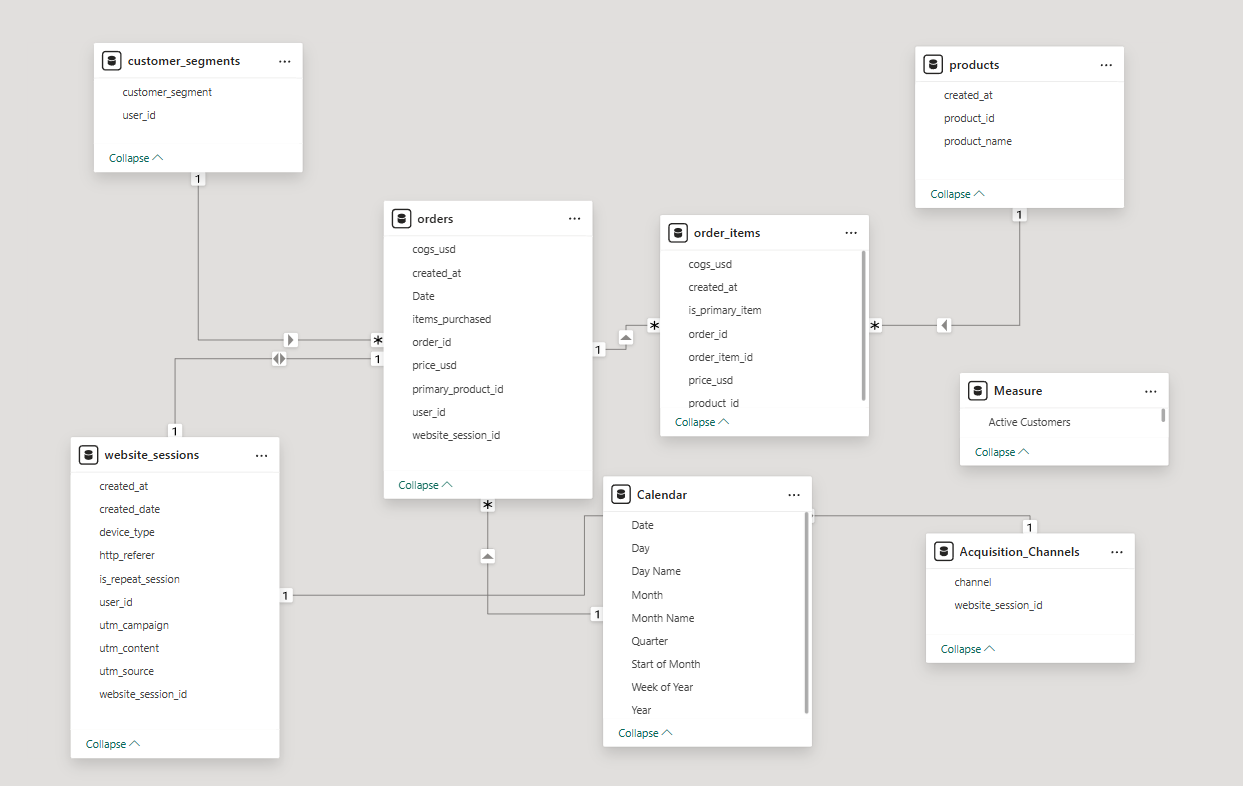 customer_segments
customer_segment
user_id
Collapse
products
created_at
product_id
product_name
Collapse
orders
cogs_usd
created_at
Date
items_purchased
order_id
price_usd
primary_product_id
user_id
website_session_id
Collapse
order_items
cogs_usd
created_at
is_primary_item
order_id
order_item_id
price_usd
product_id
Collapse
Measure
Active Customers
Collapse
website_sessions
created_at
created_date
device_type
http_referer
is_repeat_session
user_id
utm_campaign
utm_content
utm_source
website_session_id
Collapse
Calendar
Date
Day
Day Name
Month
Month Name
Quarter
Start of Month
Week of Year
Year
Collapse
Acquisition_Channels
channel
website_session_id
Collapse
1
*
1
1
1
*
*
1
*
1
1
1